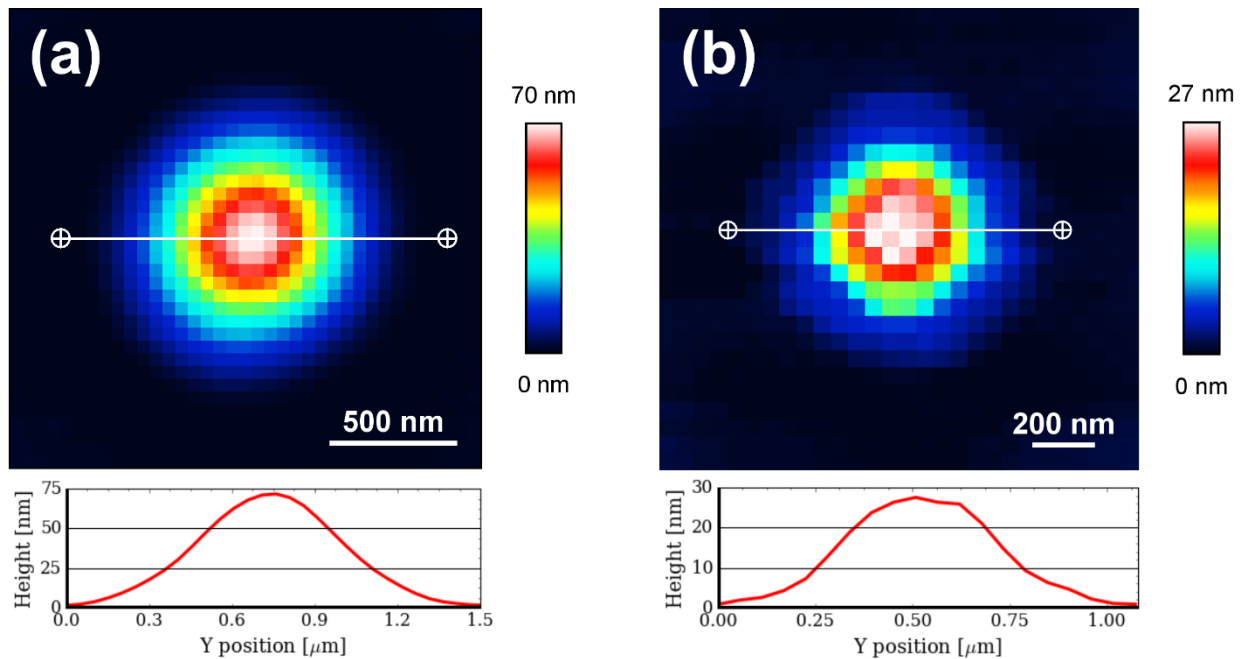 (a)
70 nm
0 nm
500 nm
75
50
25
0
Height [nm]
0.0 0.3 0.6 0.9 1.2 1.5
Y position [μm]
(b)
27 nm
0 nm
200 nm
30
20
10
0
Height [nm]
0.00 0.25 0.50 0.75 1.00
Y position [μm]